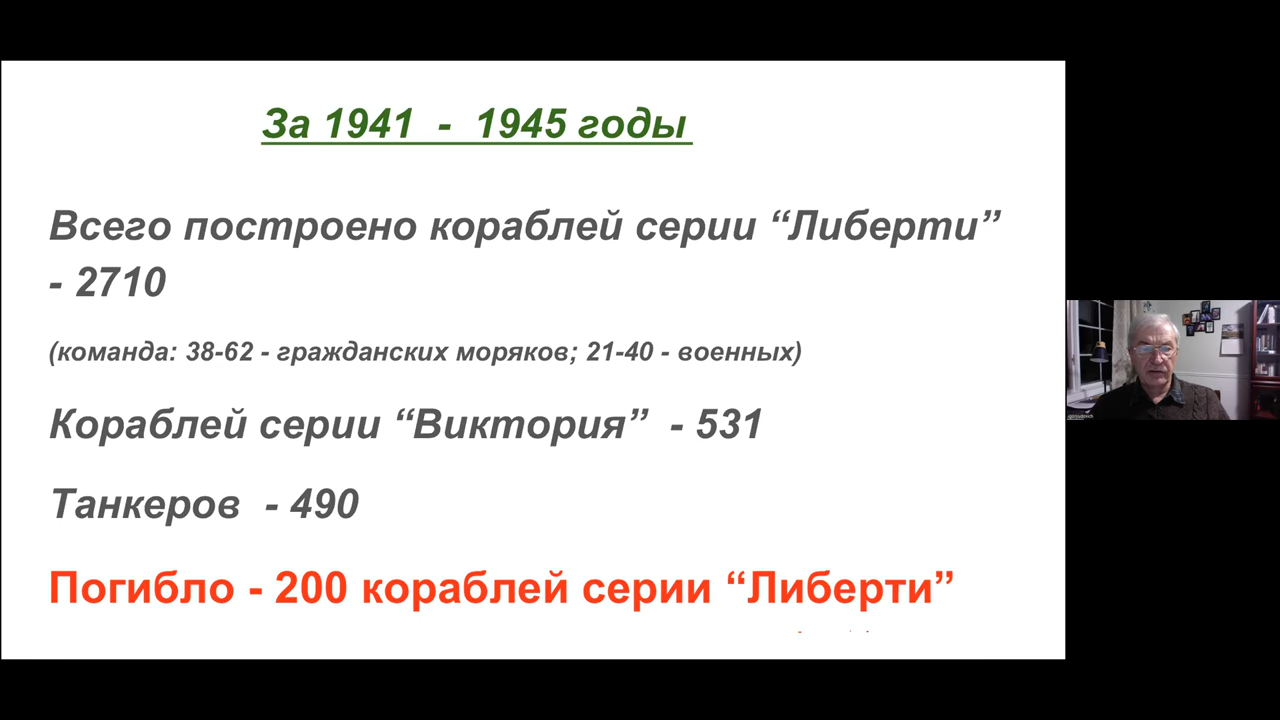 За 1941 - 1945 годы
Всего построено кораблей серии “Либерти”
- 2710
(команда: 38-62 - гражданских моряков; 21-40 - военных)
Кораблей серии “Виктория” - 531
Танкеров - 490
Погибло - 200 кораблей серии “Либерти”